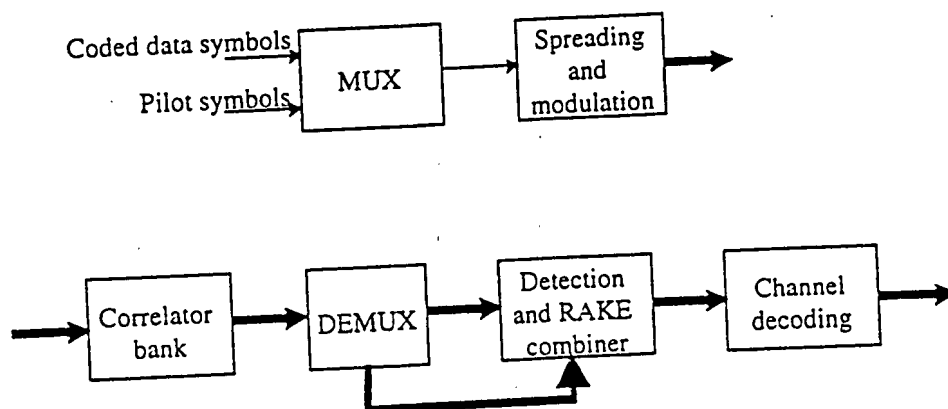 Coded data symbols
Pilot symbols
MUX
Spreading
and
modulation
Correlator
bank
DEMUX
Detection
and RAKE
combiner
Channel
decoding